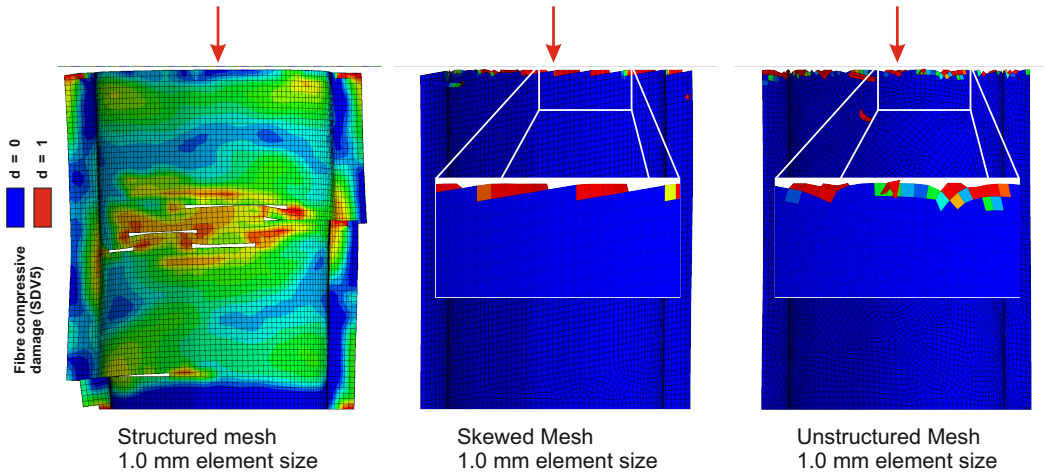 d = 0
d = 1
Fibre compressive
damage (SDV5)
Structured mesh
1.0 mm element size
Skewed Mesh
1.0 mm element size
Unstructured Mesh
1.0 mm element size